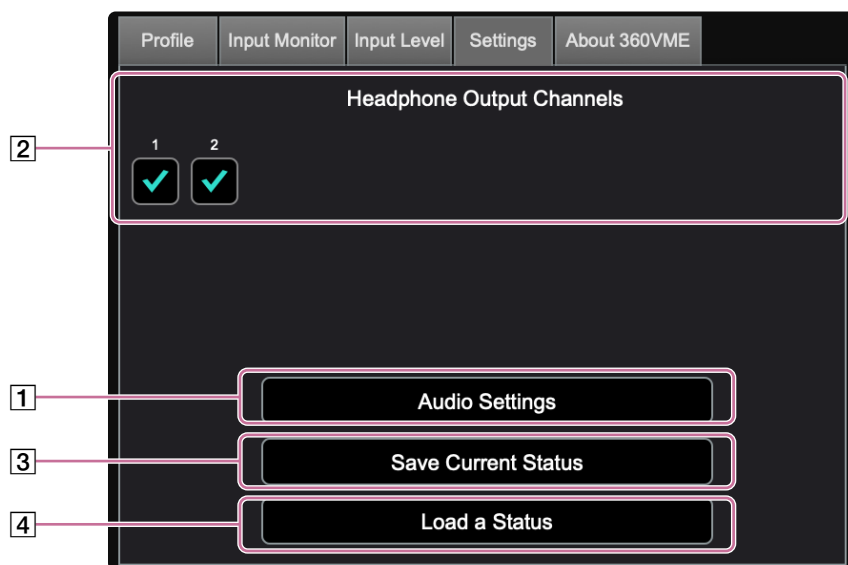 Profile Input Monitor Input Level Settings About 360VME
Headphone Output Channels
2
1 2
1
Audio Settings
3
Save Current Status
4
Load a Status